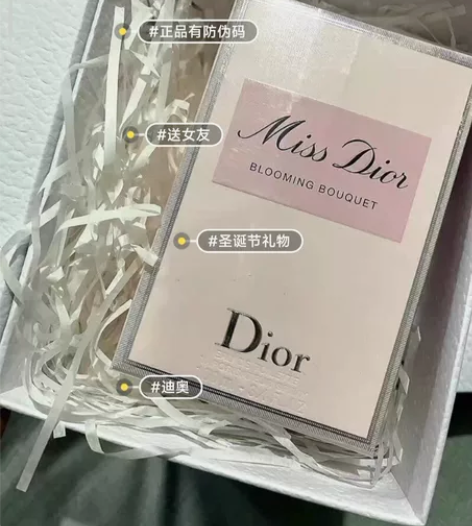 #正品有防伪码
#送女友
Miss Dior
BLOOMING BOUQUET
#圣诞节礼物
Dior
#迪奥